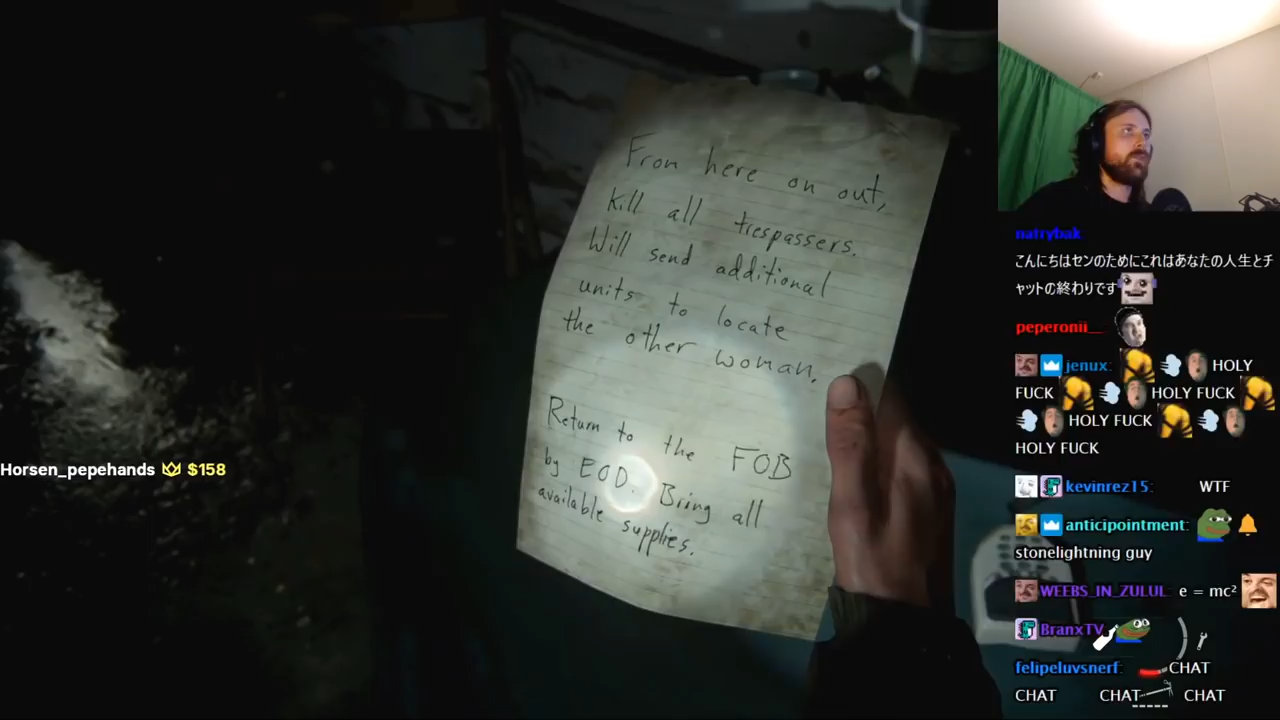 From here on out,
kill all trespassers.
Will send additional
units to locate
the other woman.
Return to the FOB
by EOD. Bring all
available supplies.
Horsen_pepehands $158
natrybak
こんにちはセンのためにこれはあなたの人生とチ
ャットの終わりです
peperonii__
jenux: HOLY
FUCK HOLY FUCK
HOLY FUCK
HOLY FUCK
kevinrez15: WTF
anticipointment:
stonelightning guy
WEEBS_IN_ZULUL: e = mc²
BranxTV
felipeluvsnerf: CHAT
CHAT CHAT CHAT